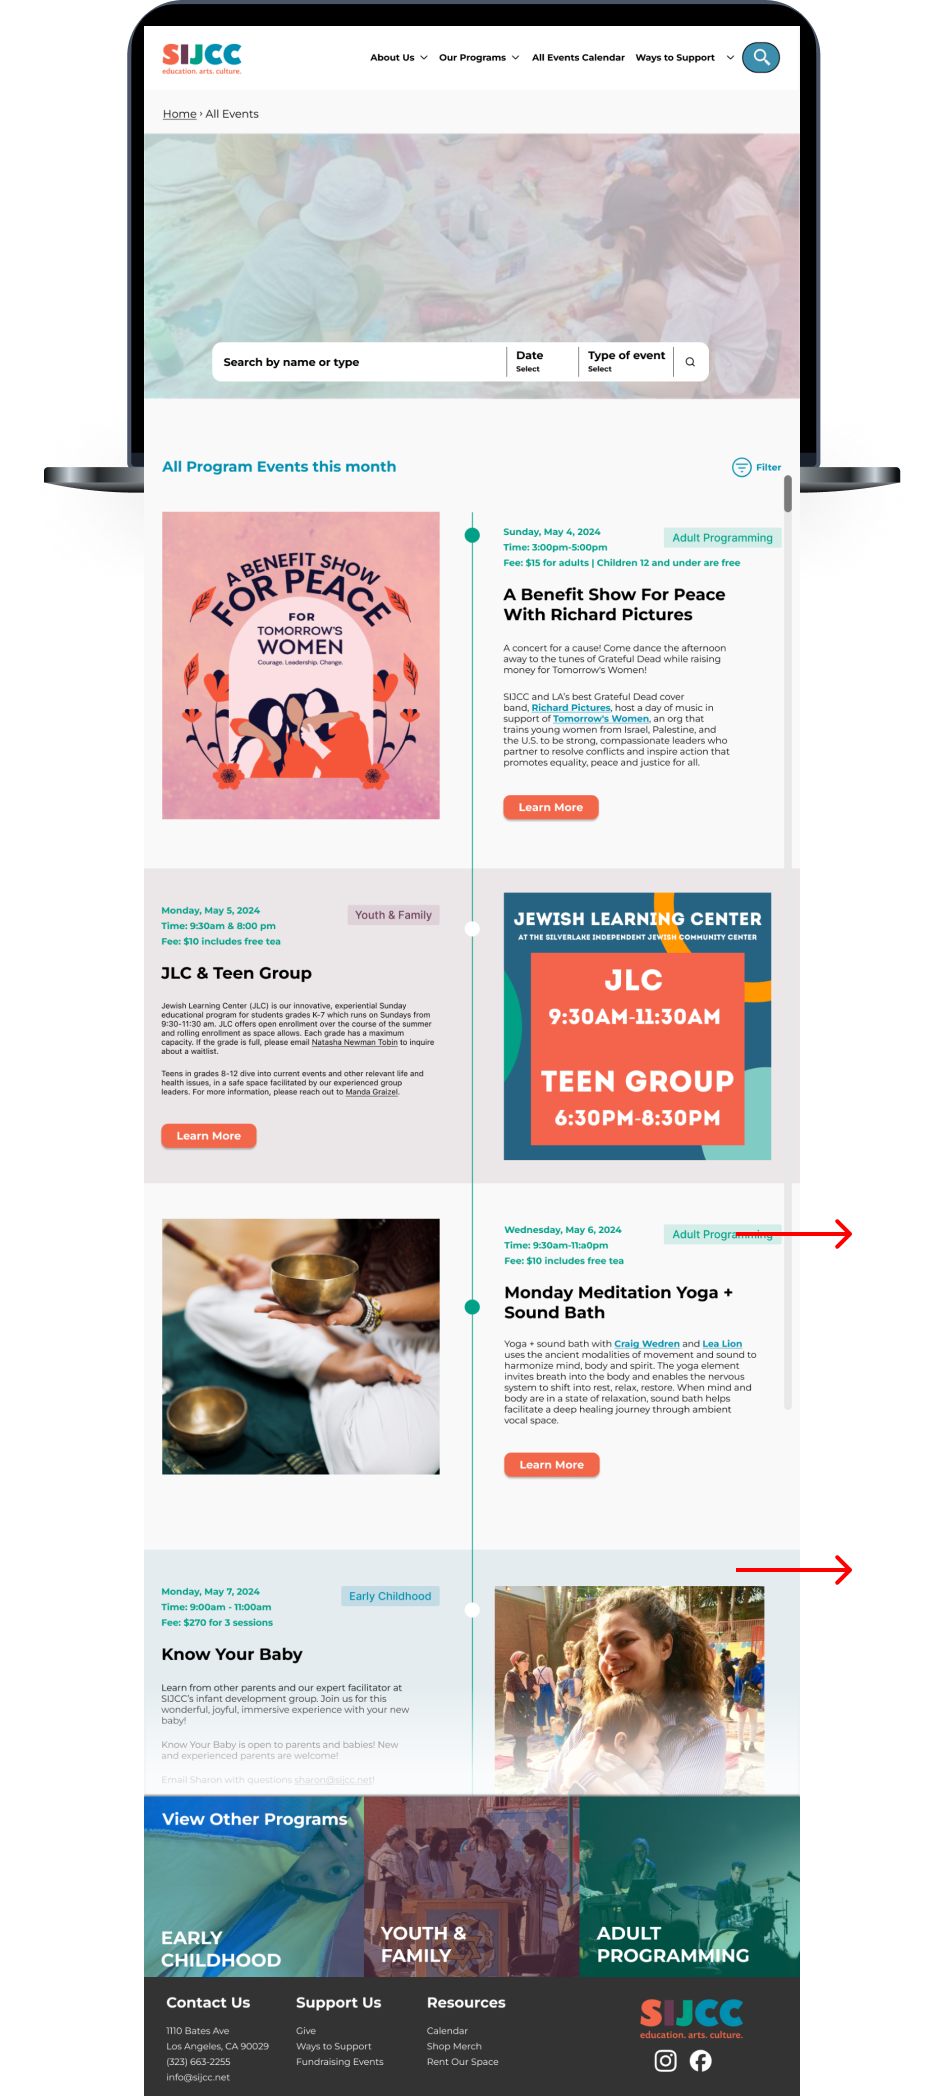 SIJCC
education. arts. culture.
About Us
Our Programs
All Events Calendar
Ways to Support
Home › All Events
Search by name or type
Date
Select
Type of event
Select
All Program Events this month
Filter
A BENEFIT SHOW
FOR PEACE
FOR
TOMORROW'S
WOMEN
Courage. Leadership. Change.
Sunday, May 4, 2024
Adult Programming
Time: 3:00pm-5:00pm
Fee: $15 for adults | Children 12 and under are free
A Benefit Show For Peace
With Richard Pictures
A concert for a cause! Come dance the afternoon
away to the tunes of Grateful Dead while raising
money for Tomorrow's Women!
SIJCC and LA's best Grateful Dead cover
band, Richard Pictures, host a day of music in
support of Tomorrow's Women, an org that
trains young women from Israel, Palestine, and
the U.S. to be strong, compassionate leaders who
partner to resolve conflicts and inspire action that
promotes equality, peace and justice for all.
Learn More
Monday, May 5, 2024
Youth & Family
Time: 9:30am & 8:00 pm
Fee: $10 includes free tea
JLC & Teen Group
Jewish Learning Center (JLC) is our innovative, experiential Sunday
educational program for students grades K-7 which runs on Sundays from
9:30-11:30 am. JLC offers open enrollment over the course of the summer
and rolling enrollment as space allows. Each grade has a maximum
capacity. If the grade is full, please email Natasha Newman Tobin to inquire
about a waitlist.
Teens in grades 8-12 dive into current events and other relevant life and
health issues, in a safe space facilitated by our experienced group
leaders. For more information, please reach out to Manda Graizel.
Learn More
JEWISH LEARNING CENTER
AT THE SILVERLAKE INDEPENDENT JEWISH COMMUNITY CENTER
JLC
9:30AM-11:30AM
TEEN GROUP
6:30PM-8:30PM
Wednesday, May 6, 2024
Adult Programming
Time: 9:30am-11:a0pm
Fee: $10 includes free tea
Monday Meditation Yoga +
Sound Bath
Yoga + sound bath with Craig Wedren and Lea Lion
uses the ancient modalities of movement and sound to
harmonize mind, body and spirit. The yoga element
invites breath into the body and enables the nervous
system to shift into rest, relax, restore. When mind and
body are in a state of relaxation, sound bath helps
facilitate a deep healing journey through ambient
vocal space.
Learn More
Monday, May 7, 2024
Early Childhood
Time: 9:00am - 11:00am
Fee: $270 for 3 sessions
Know Your Baby
Learn from other parents and our expert facilitator at
SIJCC's infant development group. Join us for this
wonderful, joyful, immersive experience with your new
baby!
Know Your Baby is open to parents and babies! New
and experienced parents are welcome!
Email Sharon with questions sharon@sijcc.net!
View Other Programs
EARLY
CHILDHOOD
YOUTH &
FAMILY
ADULT
PROGRAMMING
Contact Us
1110 Bates Ave
Los Angeles, CA 90029
(323) 663-2255
info@sijcc.net
Support Us
Give
Ways to Support
Fundraising Events
Resources
Calendar
Shop Merch
Rent Our Space
SIJCC
education. arts. culture.